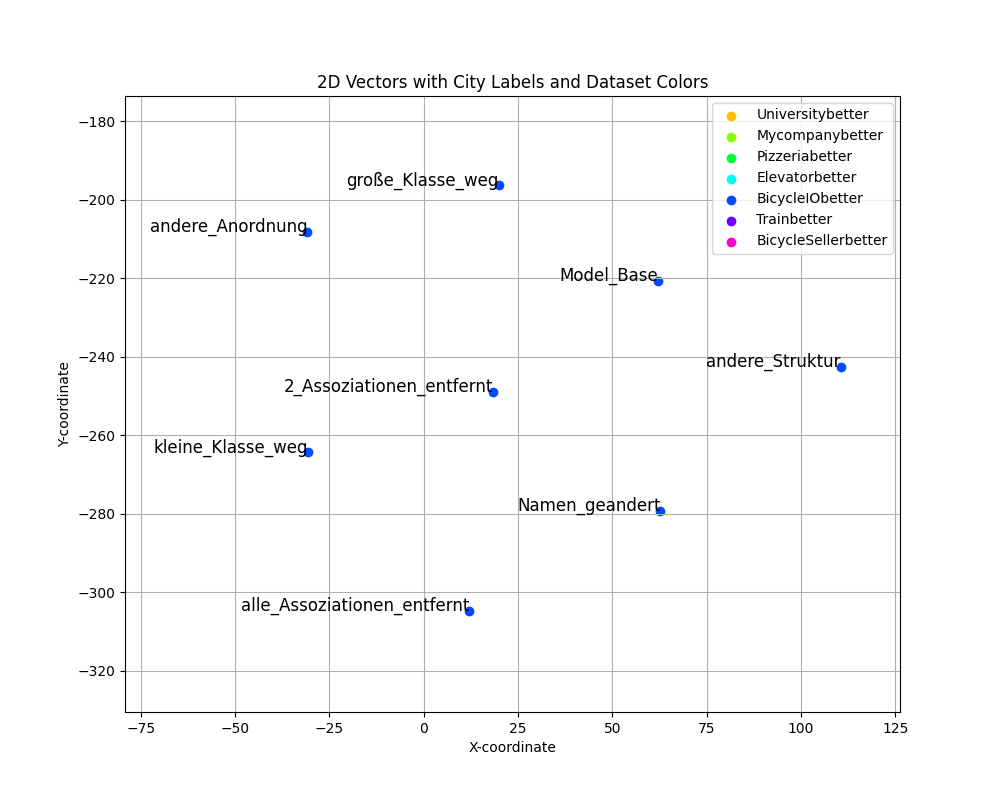 2D Vectors with City Labels and Dataset Colors
Universitybetter
Mycompanybetter
Pizzeriabetter
Elevatorbetter
BicycleIObetter
Trainbetter
BicycleSellerbetter
große_Klasse_weg
andere_Anordnung
Model_Base
andere_Struktur
2_Assoziationen_entfernt
kleine_Klasse_weg
Namen_geandert
alle_Assoziationen_entfernt
Y-coordinate
−180
−200
−220
−240
−260
−280
−300
−320
−75
−50
−25
0
25
50
75
100
125
X-coordinate